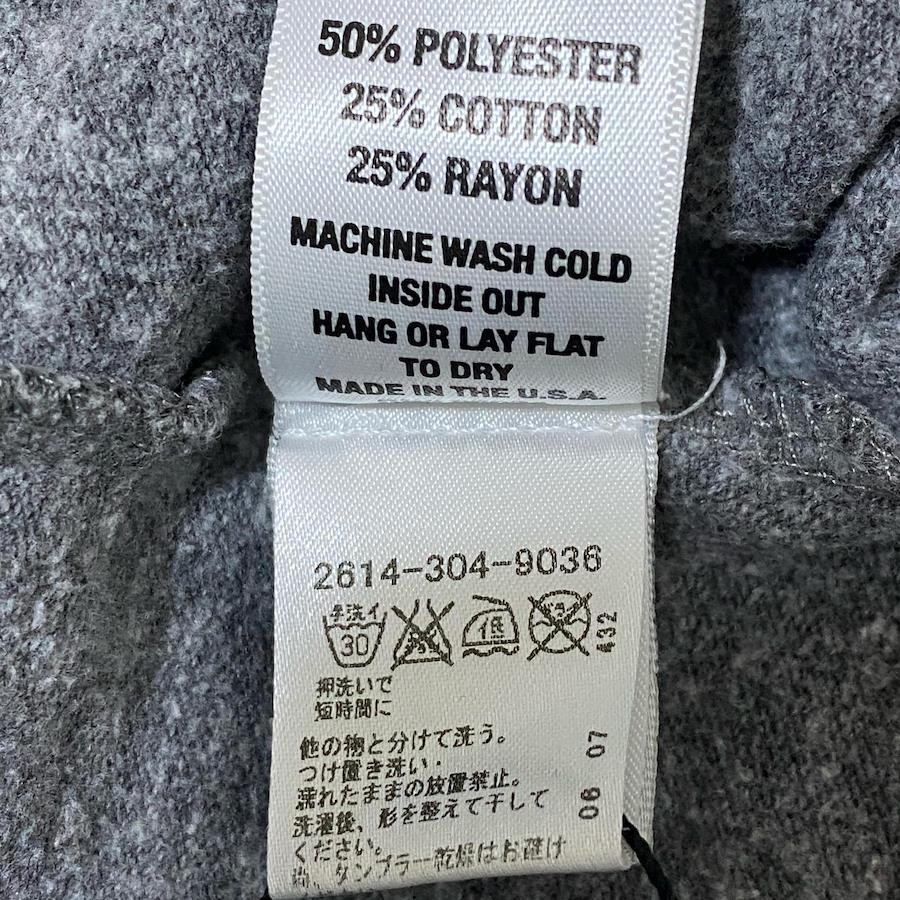 50% POLYESTER
25% COTTON
25% RAYON
MACHINE WASH COLD
INSIDE OUT
HANG OR LAY FLAT
TO DRY
MADE IN THE U.S.A.
2614-304-9036
手洗イ
30
低
押洗いで
短時間に
他の物と分けて洗う。
つけ置き洗い・
濡れたままの放置禁止。
洗濯後、形を整えて干して
ください。
尚、タンブラー乾燥はお避け
132
06 07